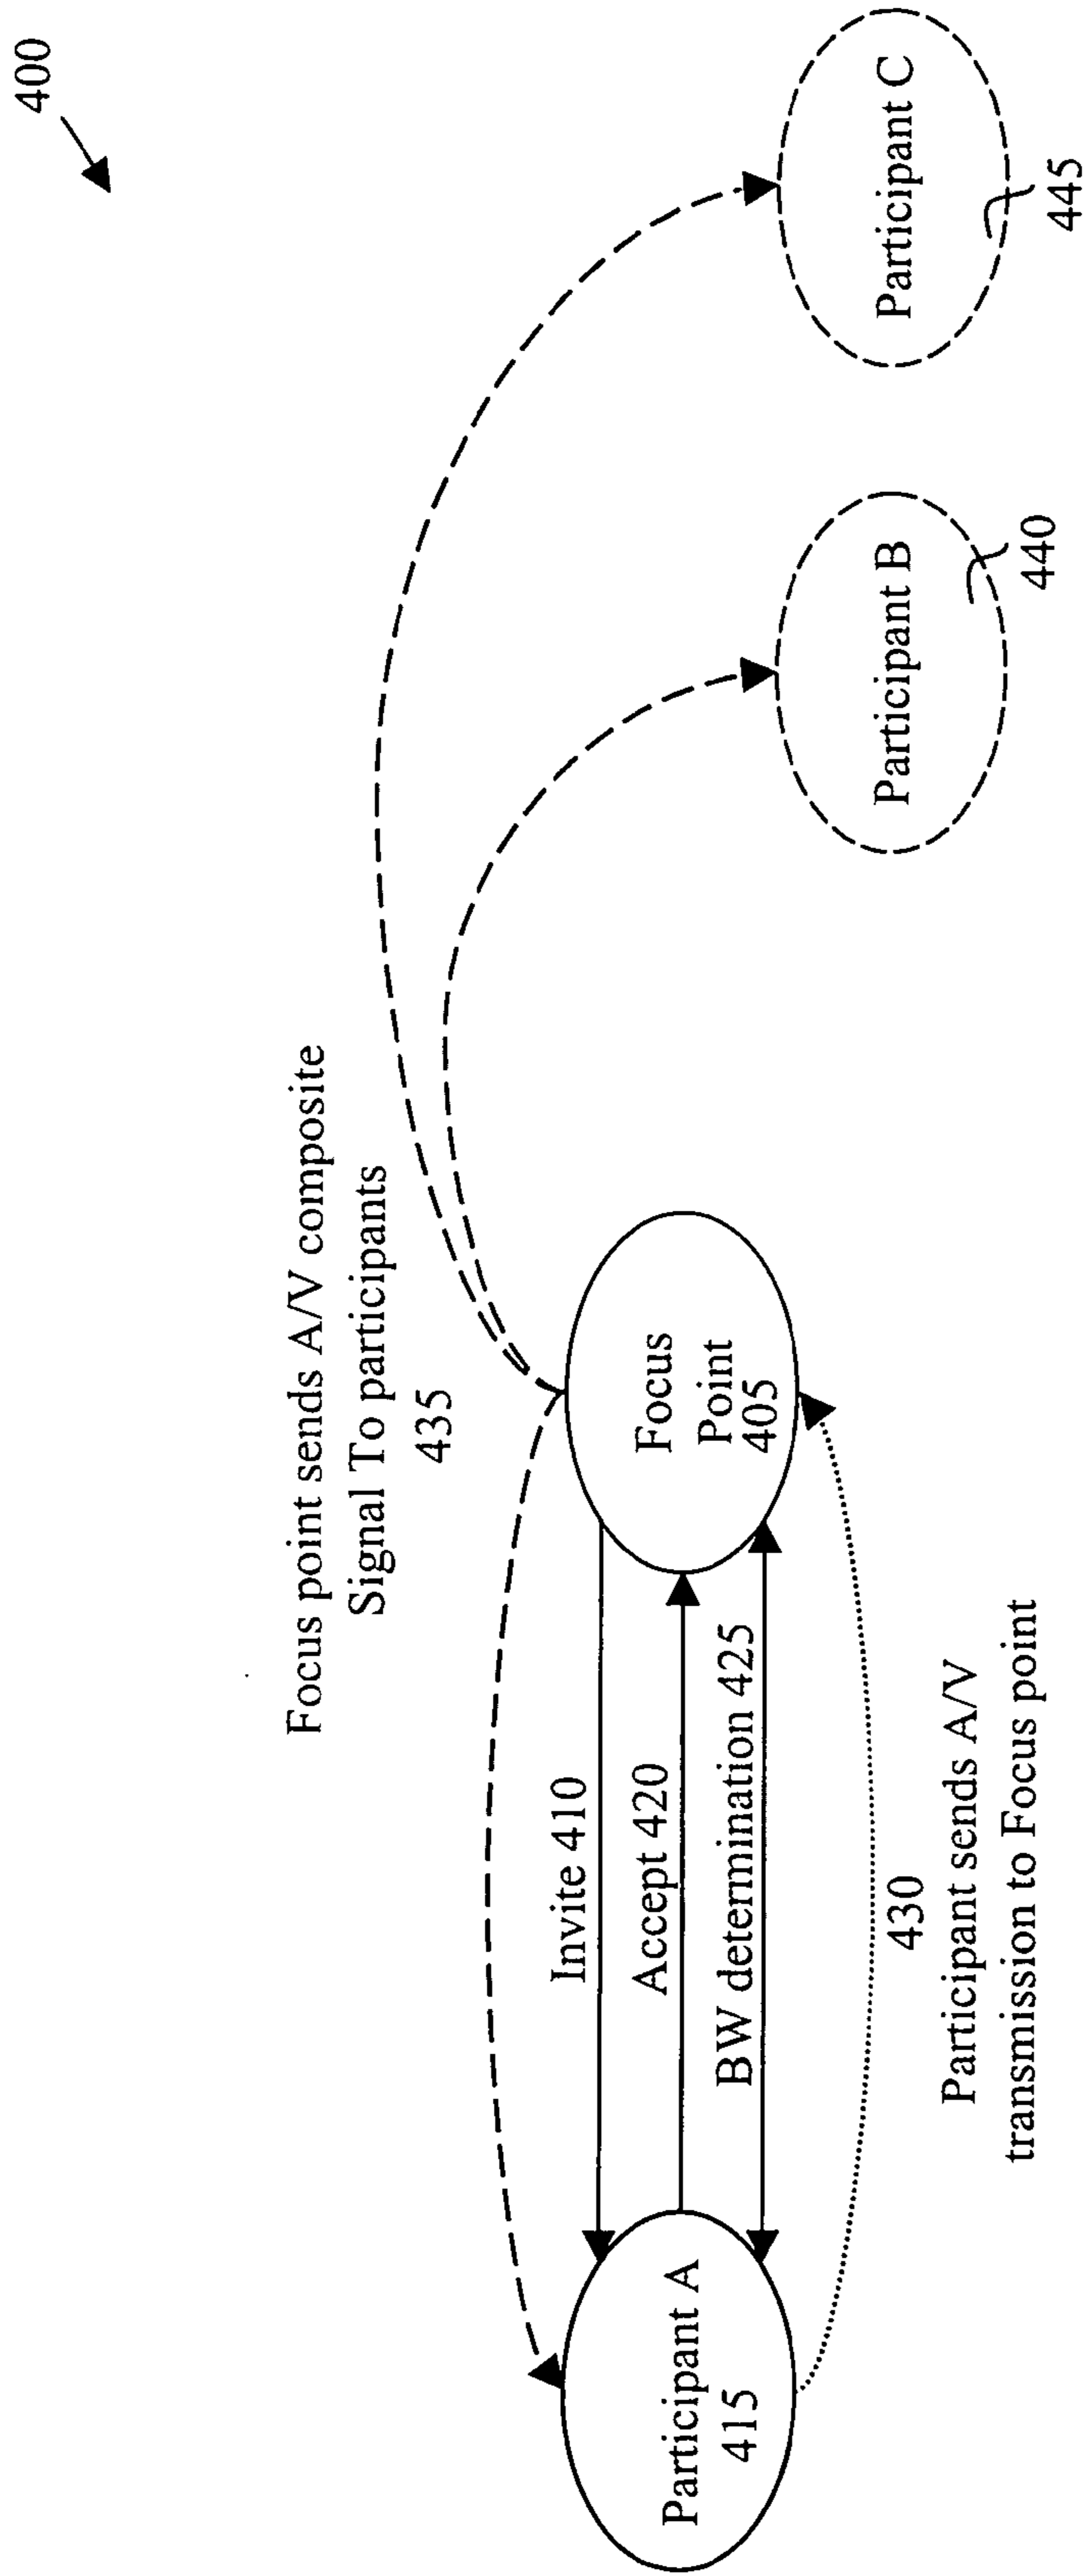 400
Focus point sends A/V composite
Signal To participants
435
Invite 410
Accept 420
BW determination 425
Participant A
415
Focus
Point
405
430
Participant sends A/V
transmission to Focus point
Participant B
440
Participant C
445